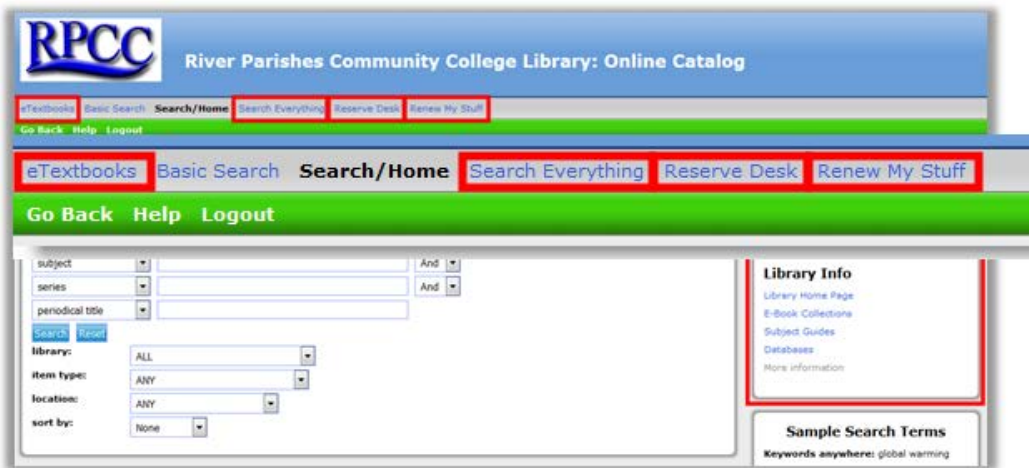 RPCC
River Parishes Community College Library: Online Catalog
eTextbooks Basic Search Search/Home Search Everything Reserve Desk Renew My Stuff
Go Back Help Logout
eTextbooks Basic Search Search/Home Search Everything Reserve Desk Renew My Stuff
Go Back Help Logout
subject And
series And
periodical title
Search Reset
library: ALL
item type: ANY
location: ANY
sort by: None
Library Info
Library Home Page
E-Book Collections
Subject Guides
Databases
More information
Sample Search Terms
Keywords anywhere: global warming